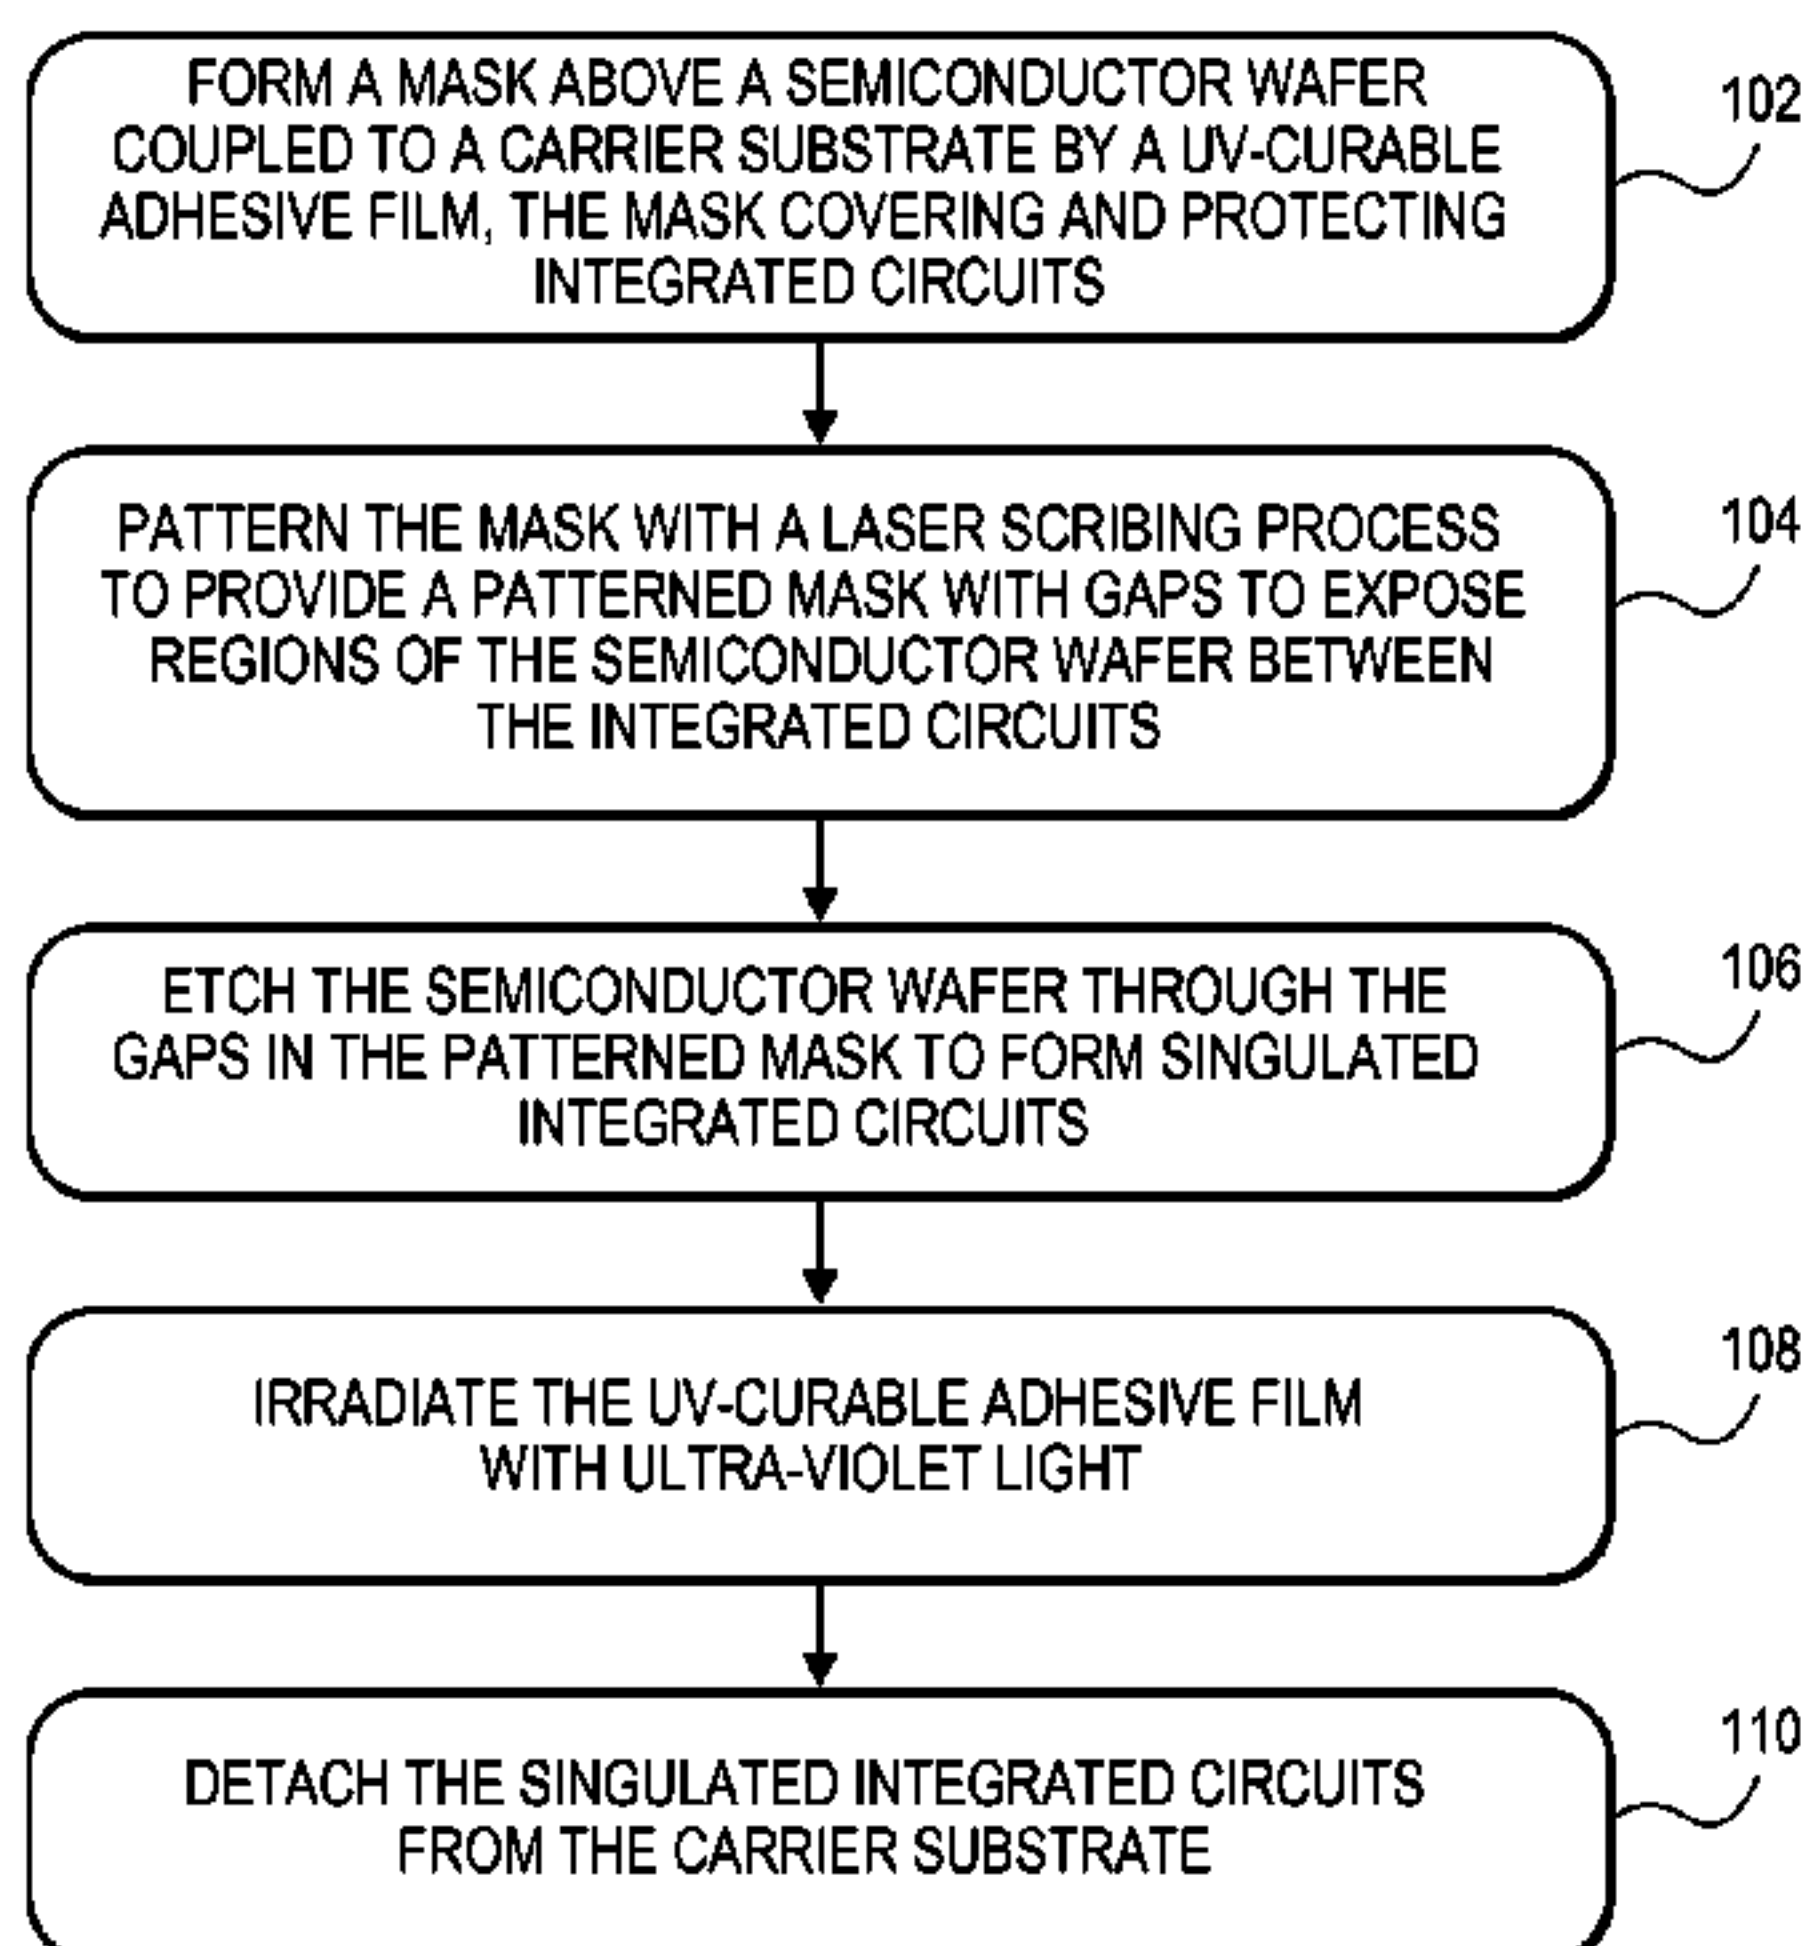 FORM A MASK ABOVE A SEMICONDUCTOR WAFER
COUPLED TO A CARRIER SUBSTRATE BY A UV-CURABLE
ADHESIVE FILM, THE MASK COVERING AND PROTECTING
INTEGRATED CIRCUITS
102
PATTERN THE MASK WITH A LASER SCRIBING PROCESS
TO PROVIDE A PATTERNED MASK WITH GAPS TO EXPOSE
REGIONS OF THE SEMICONDUCTOR WAFER BETWEEN
THE INTEGRATED CIRCUITS
104
ETCH THE SEMICONDUCTOR WAFER THROUGH THE
GAPS IN THE PATTERNED MASK TO FORM SINGULATED
INTEGRATED CIRCUITS
106
IRRADIATE THE UV-CURABLE ADHESIVE FILM
WITH ULTRA-VIOLET LIGHT
108
DETACH THE SINGULATED INTEGRATED CIRCUITS
FROM THE CARRIER SUBSTRATE
110